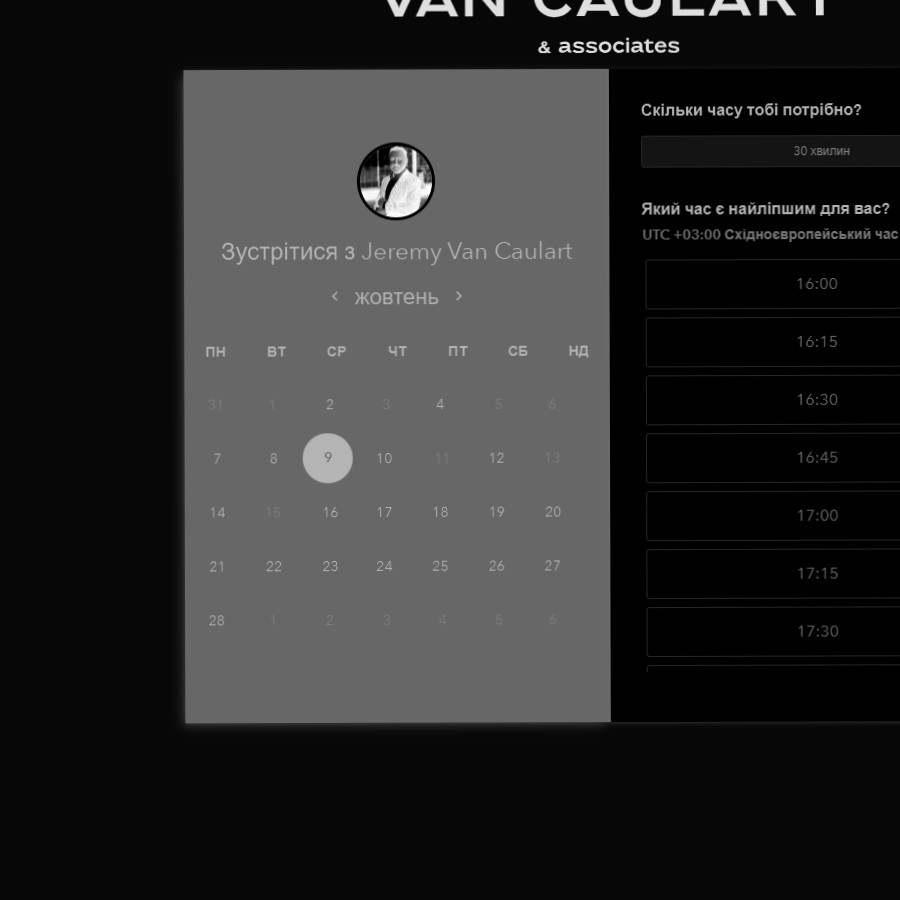 VAN CAULART
& associates
Зустрітися з Jeremy Van Caulart
‹ жовтень ›
ПН ВТ СР ЧТ ПТ СБ НД
31 1 2 3 4 5 6
7 8 9 10 11 12 13
14 15 16 17 18 19 20
21 22 23 24 25 26 27
28 1 2 3 4 5 6
Скільки часу тобі потрібно?
30 хвилин
Який час є найліпшим для вас?
UTC +03:00 Східноєвропейський час
16:00
16:15
16:30
16:45
17:00
17:15
17:30